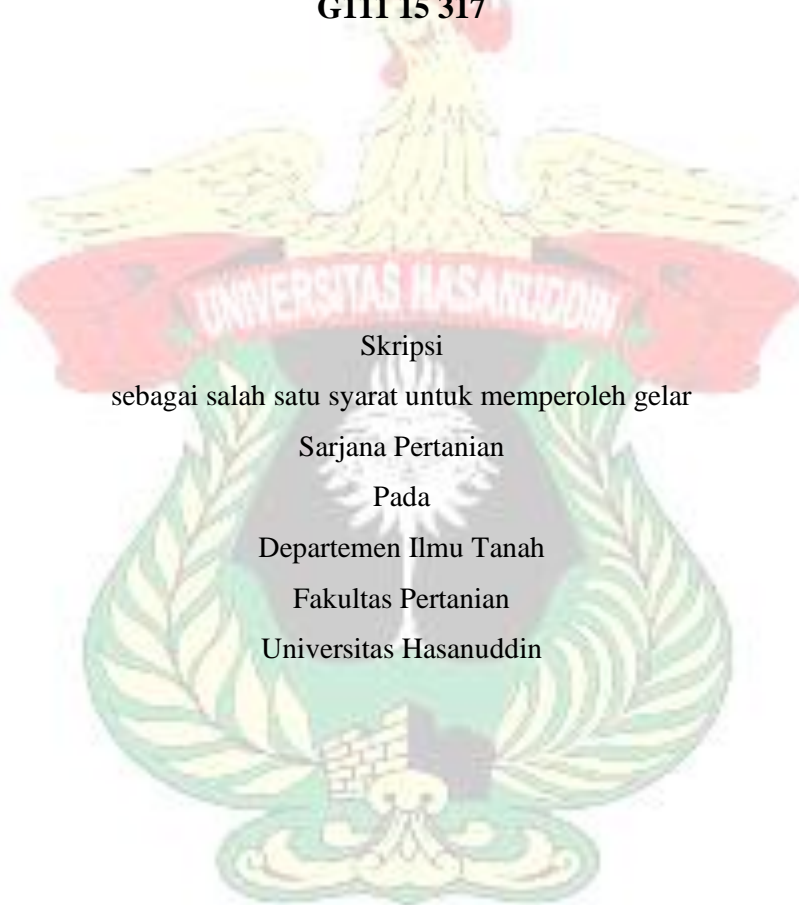 G111 15 317
UNIVERSITAS HASANUDDIN
Skripsi
sebagai salah satu syarat untuk memperoleh gelar
Sarjana Pertanian
Pada
Departemen Ilmu Tanah
Fakultas Pertanian
Universitas Hasanuddin